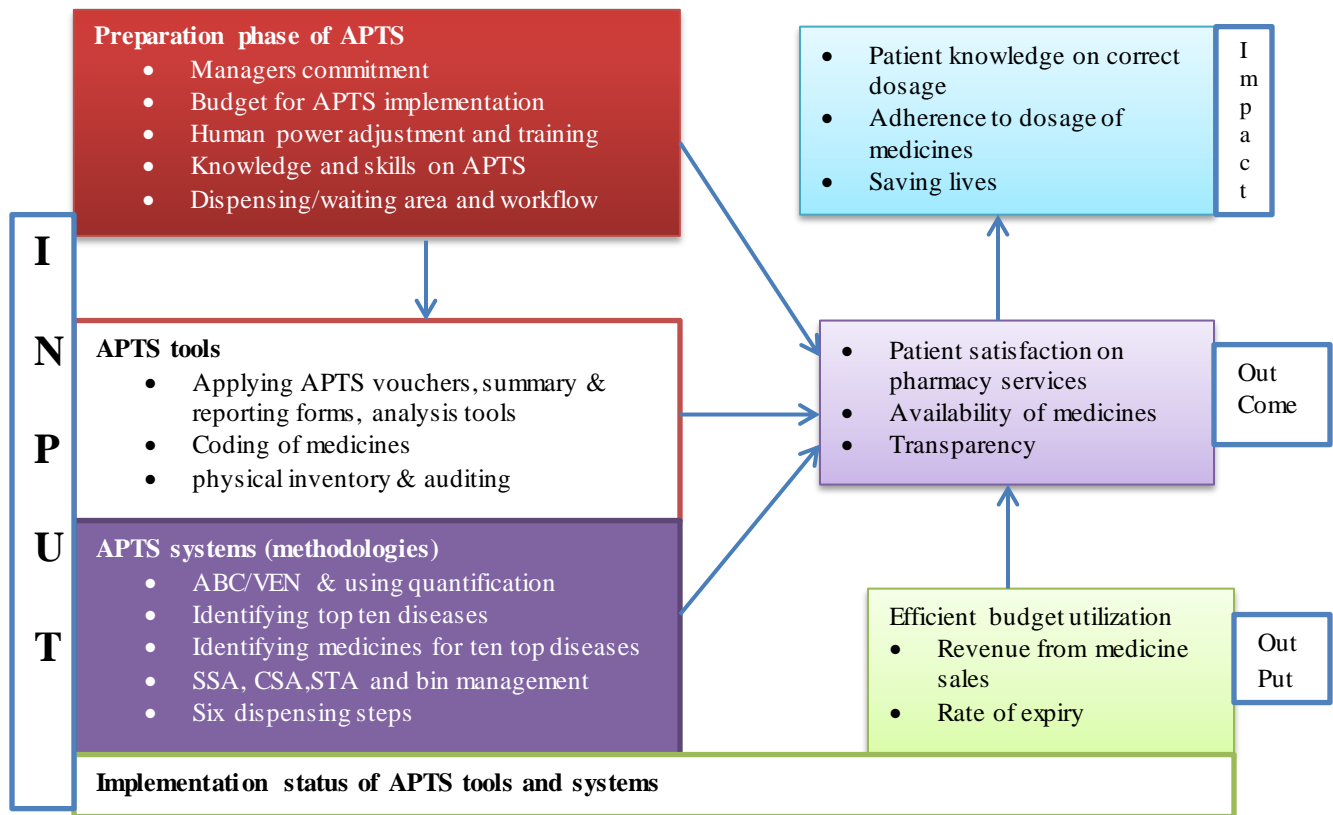 INPUT
Preparation phase of APTS
• Managers commitment
• Budget for APTS implementation
• Human power adjustment and training
• Knowledge and skills on APTS
• Dispensing/waiting area and workflow
APTS tools
• Applying APTS vouchers, summary &
reporting forms, analysis tools
• Coding of medicines
• physical inventory & auditing
APTS systems (methodologies)
• ABC/VEN & using quantification
• Identifying top ten diseases
• Identifying medicines for ten top diseases
• SSA, CSA,STA and bin management
• Six dispensing steps
Implementation status of APTS tools and systems
• Patient knowledge on correct
dosage
• Adherence to dosage of
medicines
• Saving lives
Impact
• Patient satisfaction on
pharmacy services
• Availability of medicines
• Transparency
Out
Come
Efficient budget utilization
• Revenue from medicine
sales
• Rate of expiry
Out
Put